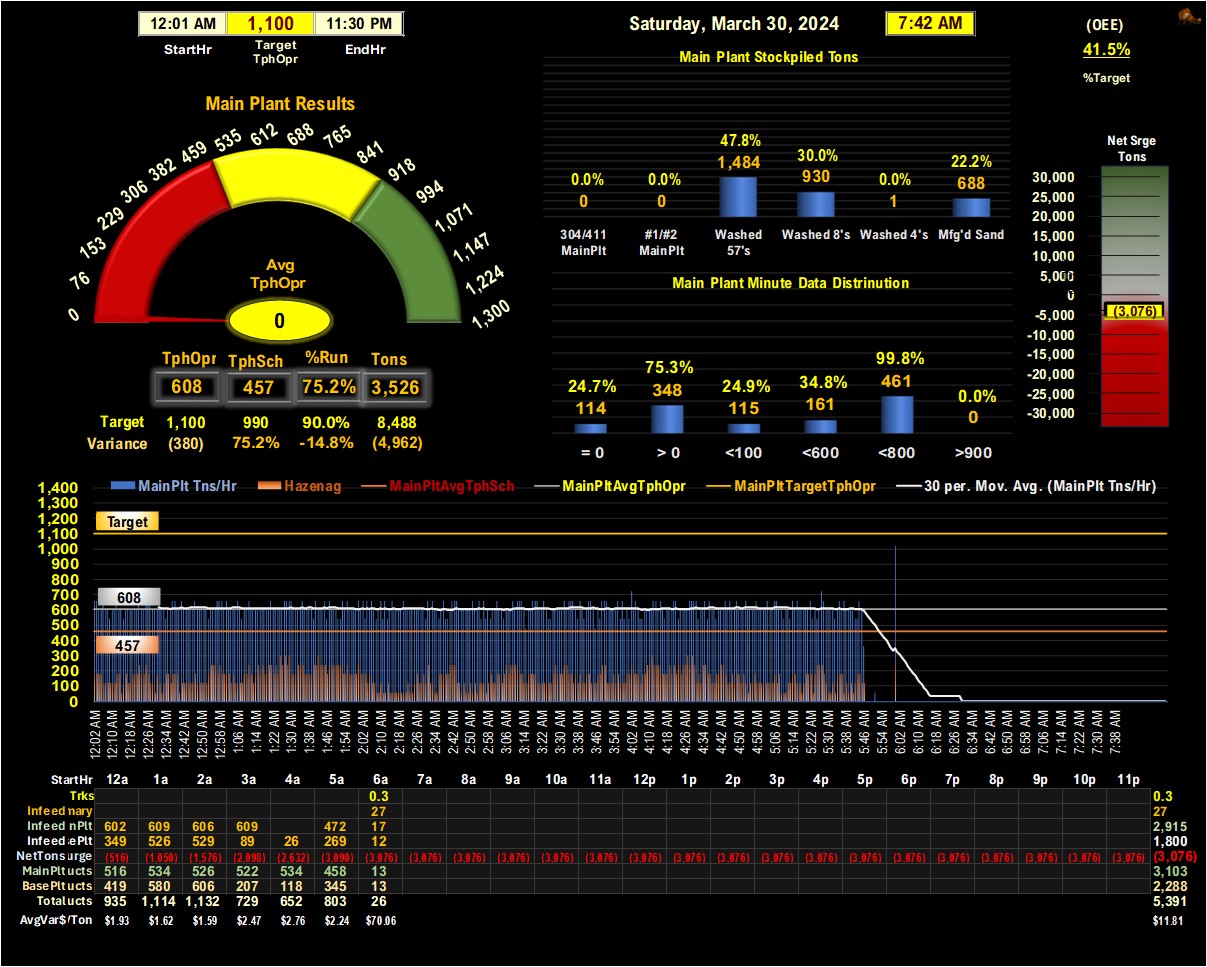 12:01 AM 1,100 11:30 PM
StartHr Target TphOpr EndHr
Saturday, March 30, 2024 7:42 AM
(OEE)
41.5%
%Target
Main Plant Results
0 76 153 229 306 382 459 535 612 688 765 841 918 994 1,071 1,147 1,224 1,300
Avg
TphOpr
0
TphOpr TphSch %Run Tons
608 457 75.2% 3,526
Target 1,100 990 90.0% 8,488
Variance (380) 75.2% -14.8% (4,962)
Main Plant Stockpiled Tons
0.0% 0.0% 47.8% 30.0% 0.0% 22.2%
0 0 1,484 930 1 688
304/411 #1/#2 Washed Washed 8's Washed 4's Mfg'd Sand
MainPlt MainPlt 57's
Main Plant Minute Data Distrinution
24.7% 75.3% 24.9% 34.8% 99.8% 0.0%
114 348 115 161 461 0
= 0 > 0 <100 <600 <800 >900
Net Srge
Tons
30,000
25,000
20,000
15,000
10,000
5,000
0
-5,000
(3,076)
-10,000
-15,000
-20,000
-25,000
-30,000
MainPlt Tns/Hr Hazenag MainPltAvgTphSch MainPltAvgTphOpr MainPltTargetTphOpr 30 per. Mov. Avg. (MainPlt Tns/Hr)
1,400
1,300
1,200
1,100
1,000
900
800
700
600
500
400
300
200
100
0
Target
608
457
12:02 AM 12:10 AM 12:18 AM 12:26 AM 12:34 AM 12:42 AM 12:50 AM 12:58 AM 1:06 AM 1:14 AM 1:22 AM 1:30 AM 1:38 AM 1:46 AM 1:54 AM 2:02 AM 2:10 AM 2:18 AM 2:26 AM 2:34 AM 2:42 AM 2:50 AM 2:58 AM 3:06 AM 3:14 AM 3:22 AM 3:30 AM 3:38 AM 3:46 AM 3:54 AM 4:02 AM 4:10 AM 4:18 AM 4:26 AM 4:34 AM 4:42 AM 4:50 AM 4:58 AM 5:06 AM 5:14 AM 5:22 AM 5:30 AM 5:38 AM 5:46 AM 5:54 AM 6:02 AM 6:10 AM 6:18 AM 6:26 AM 6:34 AM 6:42 AM 6:50 AM 6:58 AM 7:06 AM 7:14 AM 7:22 AM 7:30 AM 7:38 AM
StartHr 12a 1a 2a 3a 4a 5a 6a 7a 8a 9a 10a 11a 12p 1p 2p 3p 4p 5p 6p 7p 8p 9p 10p 11p
Trks 0.3 0.3
Infeed nary 27 27
Infeed nPlt 602 609 606 609 472 17 2,915
Infeed ePlt 349 526 529 89 26 269 12 1,800
NetTons urge (516) (1,050) (1,576) (2,098) (2,632) (3,090) (3,076) (3,076) (3,076) (3,076) (3,076) (3,076) (3,076) (3,076) (3,076) (3,076) (3,076) (3,076) (3,076) (3,076) (3,076) (3,076) (3,076) (3,076) (3,076)
MainPlt ucts 516 534 526 522 534 458 13 3,103
BasePlt ucts 419 580 606 207 118 345 13 2,288
Total ucts 935 1,114 1,132 729 652 803 26 5,391
AvgVar$/Ton $1.93 $1.62 $1.59 $2.47 $2.76 $2.24 $70.06 $11.81